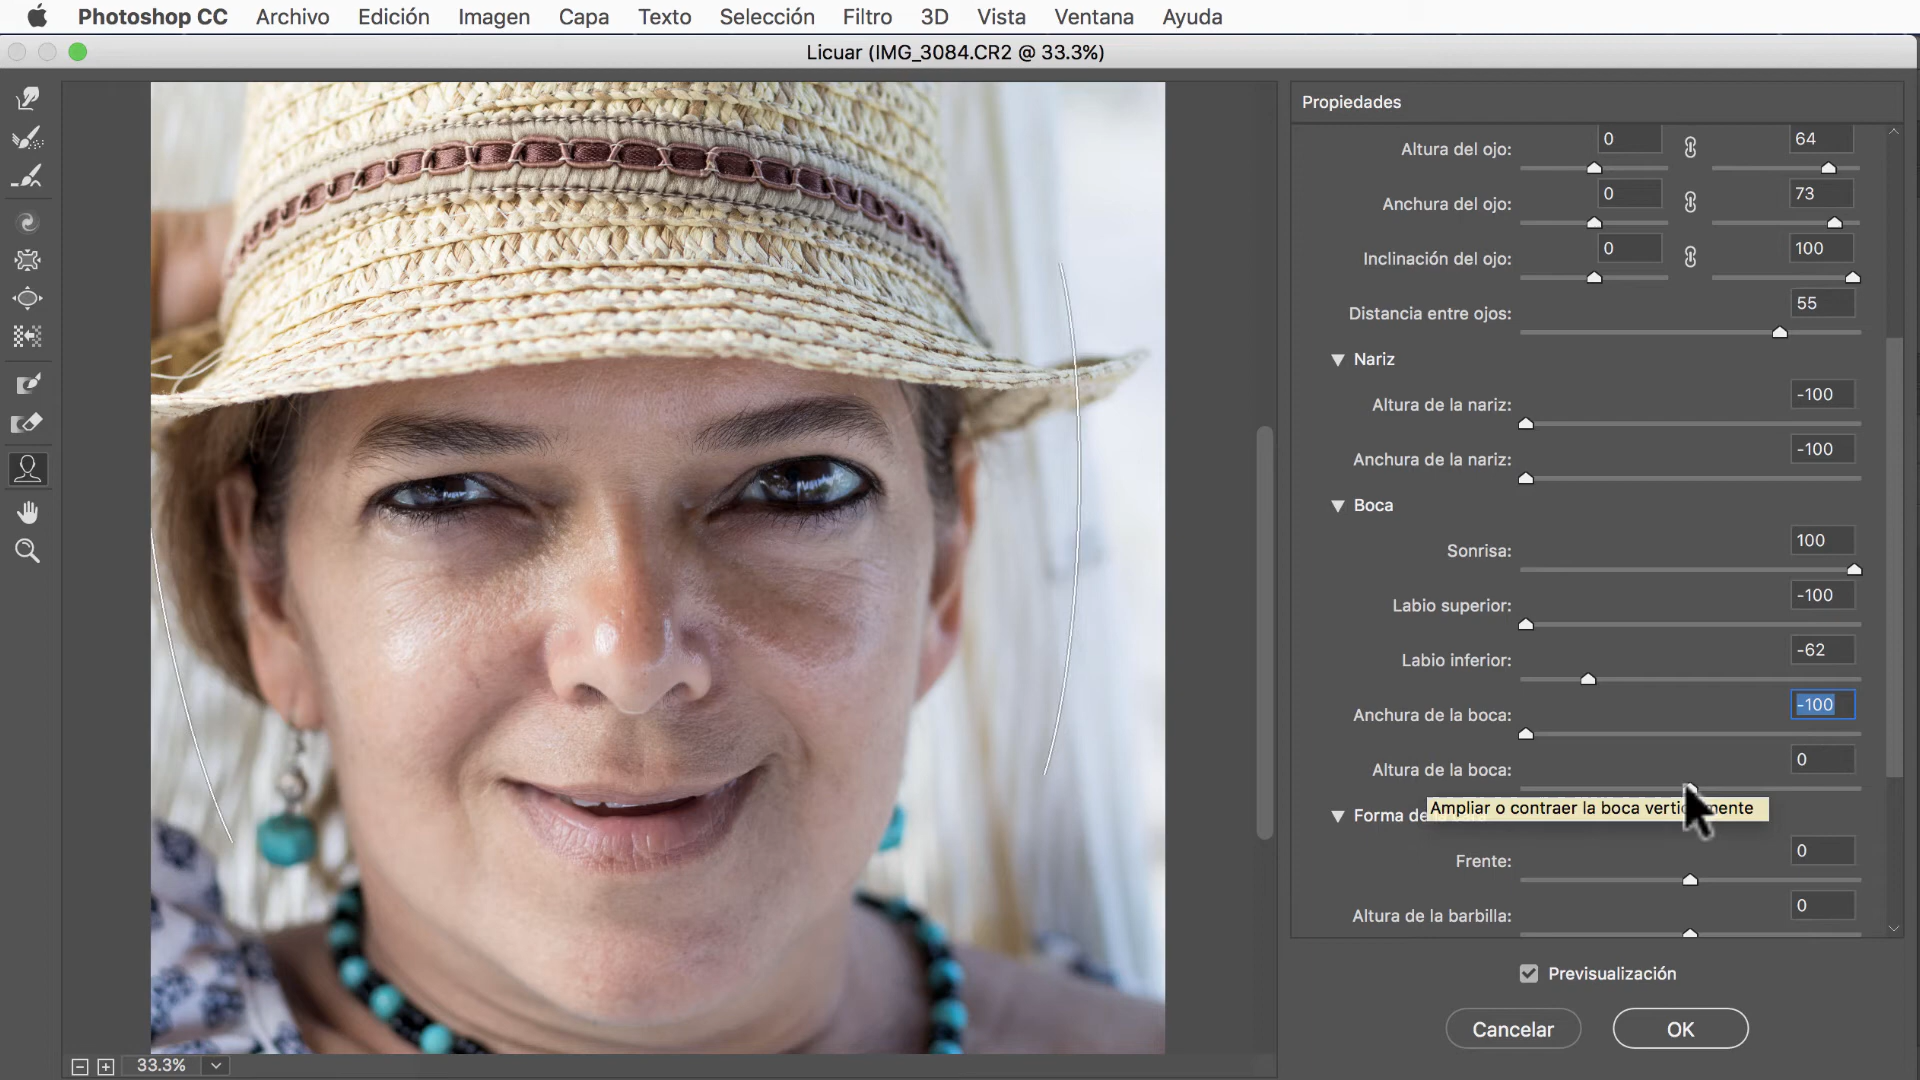 Photoshop CC Archivo Edición Imagen Capa Texto Selección Filtro 3D Vista Ventana Ayuda
Licuar (IMG_3084.CR2 @ 33.3%)
Propiedades
Altura del ojo: 0 64
Anchura del ojo: 0 73
Inclinación del ojo: 0 100
Distancia entre ojos: 55
Nariz
Altura de la nariz: -100
Anchura de la nariz: -100
Boca
Sonrisa: 100
Labio superior: -100
Labio inferior: -62
Anchura de la boca: -100
Altura de la boca: 0
Ampliar o contraer la boca
Forma de
Frente: 0
Altura de la barbilla: 0
Previsualización
Cancelar OK
33.3%